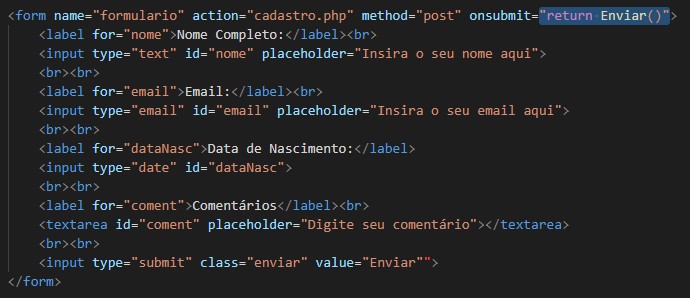 <form name="formulario" action="cadastro.php" method="post" onsubmit="return Enviar()">
<label for="nome">Nome Completo:</label><br>
<input type="text" id="nome" placeholder="Insira o seu nome aqui">
<br><br>
<label for="email">Email:</label><br>
<input type="email" id="email" placeholder="Insira o seu email aqui">
<br><br>
<label for="dataNasc">Data de Nascimento:</label>
<input type="date" id="dataNasc">
<br><br>
<label for="coment">Comentários</label><br>
<textarea id="coment" placeholder="Digite seu comentário"></textarea>
<br><br>
<input type="submit" class="enviar" value="Enviar"">
</form>